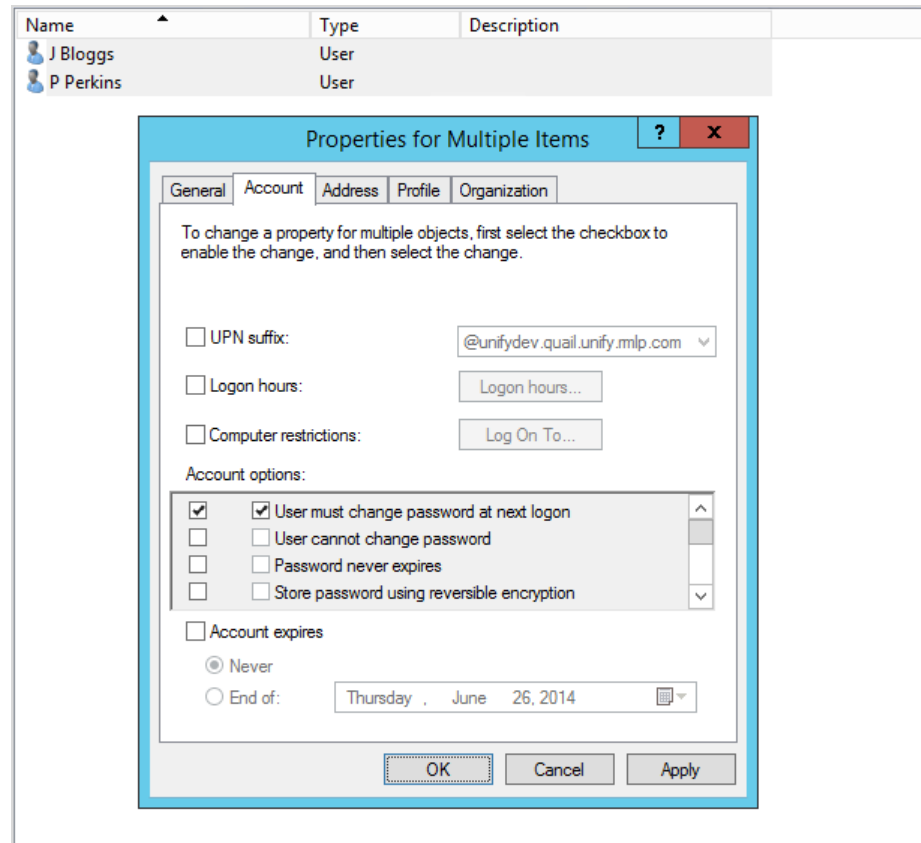 Name Type Description
J Bloggs User
P Perkins User
Properties for Multiple Items ? x
General Account Address Profile Organization
To change a property for multiple objects, first select the checkbox to
enable the change, and then select the change.
UPN suffix: @unifydev.quail.unify.rmlp.com
Logon hours: Logon hours...
Computer restrictions: Log On To...
Account options:
User must change password at next logon
User cannot change password
Password never expires
Store password using reversible encryption
Account expires
Never
End of: Thursday , June 26, 2014
OK Cancel Apply